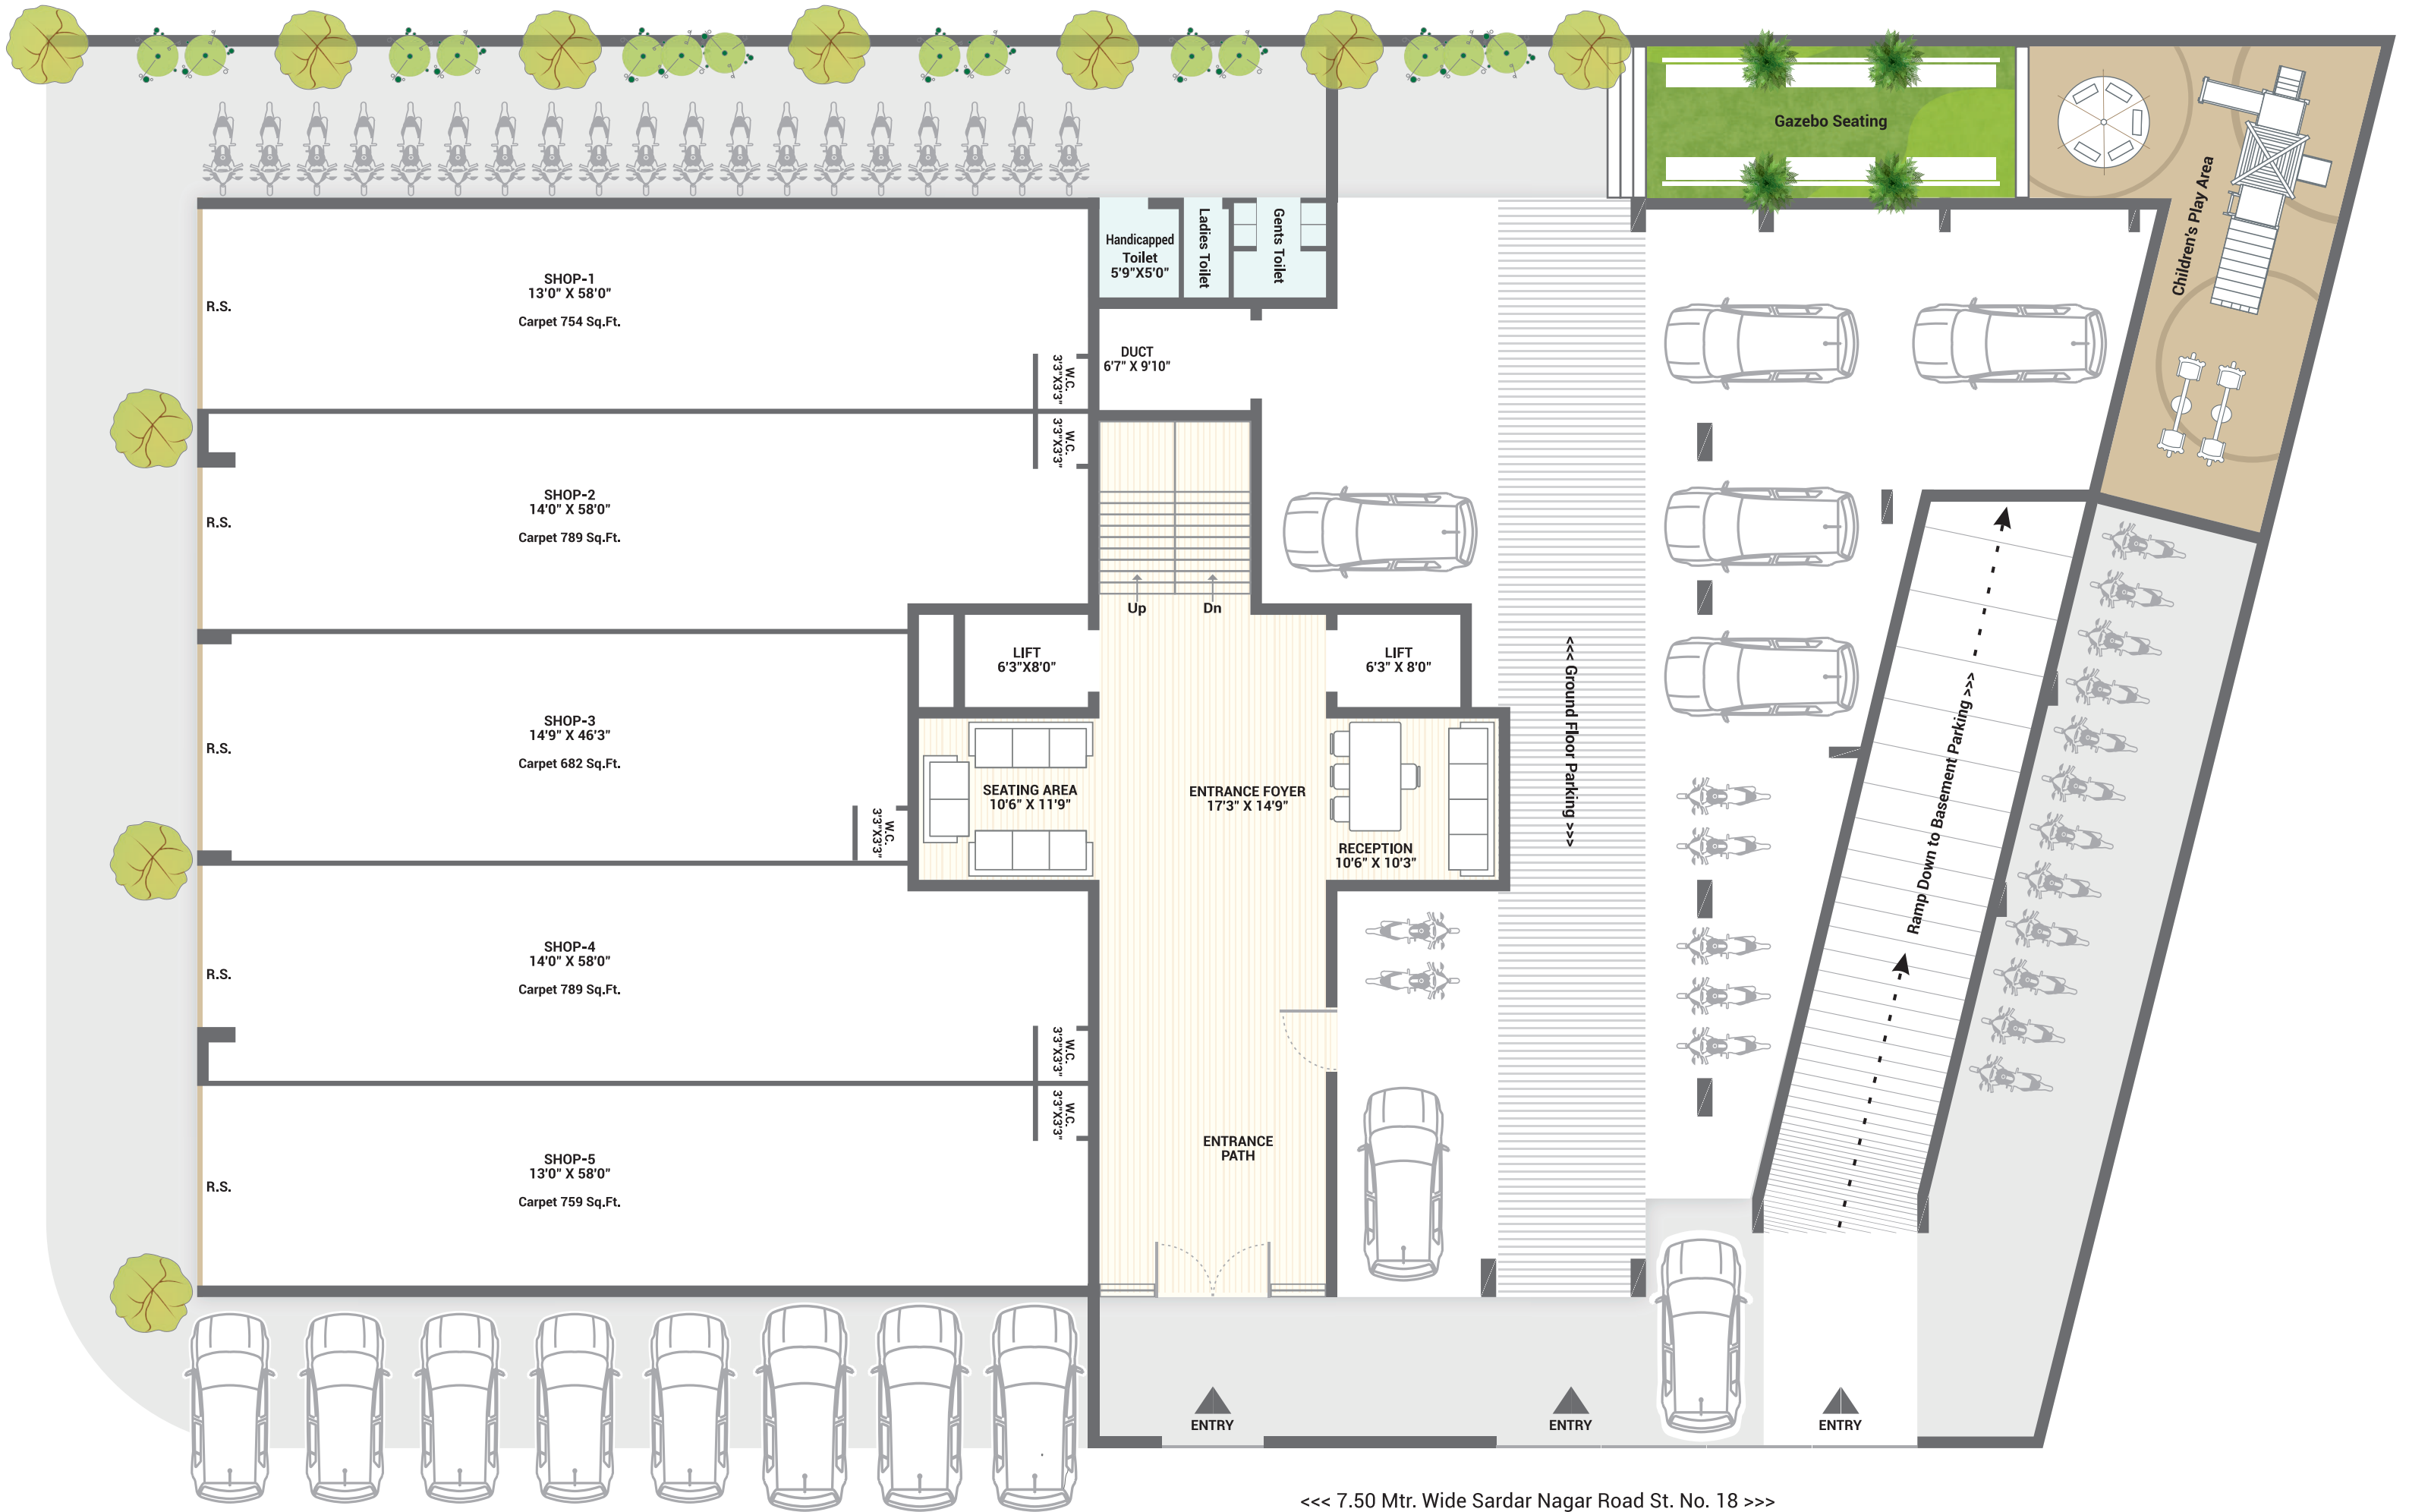 Gazebo Seating
Children's Play Area
Handicapped
Toilet
5'9"X5'0"
Ladies Toilet
Gents Toilet
SHOP-1
13'0" X 58'0"
Carpet 754 Sq.Ft.
R.S.
W.C.
3'3"X3'3"
DUCT
6'7" X 9'10"
W.C.
3'3"X3'3"
SHOP-2
14'0" X 58'0"
Carpet 789 Sq.Ft.
R.S.
Up
Dn
LIFT
6'3"X8'0"
LIFT
6'3" X 8'0"
<<< Ground Floor Parking >>>
Ramp Down to Basement Parking >>>
SHOP-3
14'9" X 46'3"
Carpet 682 Sq.Ft.
R.S.
W.C.
3'3"X3'3"
SEATING AREA
10'6" X 11'9"
ENTRANCE FOYER
17'3" X 14'9"
RECEPTION
10'6" X 10'3"
SHOP-4
14'0" X 58'0"
Carpet 789 Sq.Ft.
R.S.
W.C.
3'3"X3'3"
W.C.
3'3"X3'3"
ENTRANCE
PATH
SHOP-5
13'0" X 58'0"
Carpet 759 Sq.Ft.
R.S.
ENTRY
ENTRY
ENTRY
<<< 7.50 Mtr. Wide Sardar Nagar Road St. No. 18 >>>